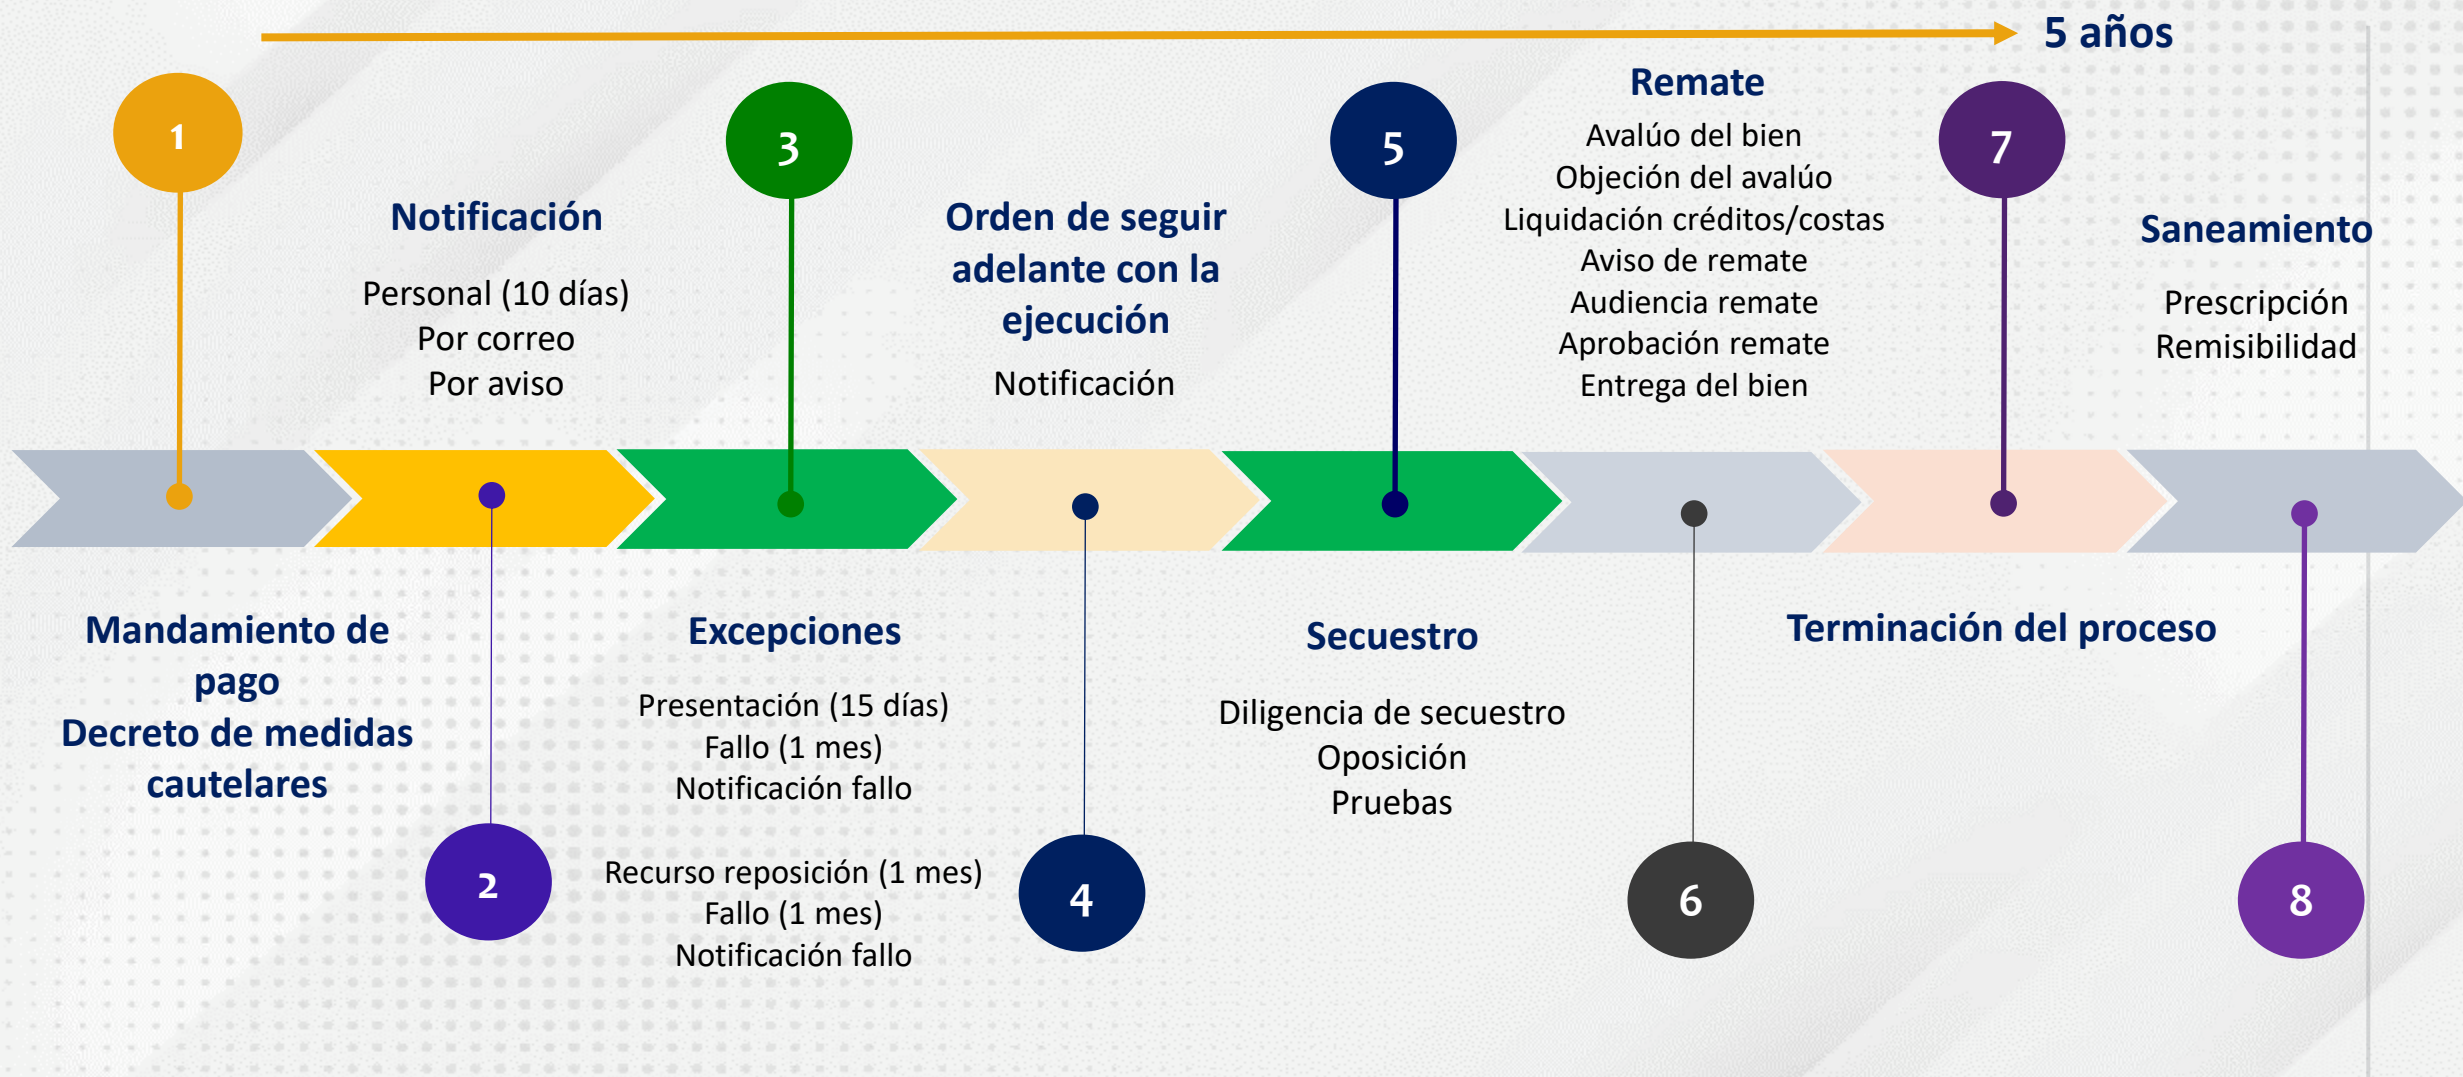 5 años
1
Mandamiento de
pago
Decreto de medidas
cautelares
Notificación
Personal (10 días)
Por correo
Por aviso
2
3
Excepciones
Presentación (15 días)
Fallo (1 mes)
Notificación fallo
Recurso reposición (1 mes)
Fallo (1 mes)
Notificación fallo
Orden de seguir
adelante con la
ejecución
Notificación
4
5
Secuestro
Diligencia de secuestro
Oposición
Pruebas
Remate
Avalúo del bien
Objeción del avalúo
Liquidación créditos/costas
Aviso de remate
Audiencia remate
Aprobación remate
Entrega del bien
6
7
Terminación del proceso
Saneamiento
Prescripción
Remisibilidad
8